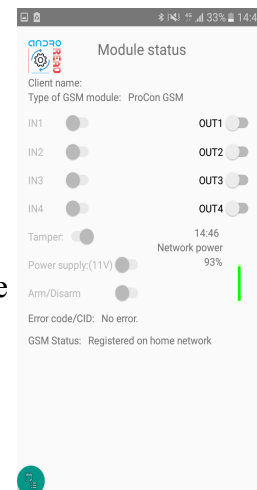 33% 14:4
ANDRO READ
Module status
Client name:
Type of GSM module: ProCon GSM
IN1 OUT1
IN2 OUT2
IN3 OUT3
IN4 OUT4
Tamper: 14:46
Network power
Power supply:(11V) 93%
e
Arm/Disarm
Error code/CID: No error.
GSM Status: Registered on home network